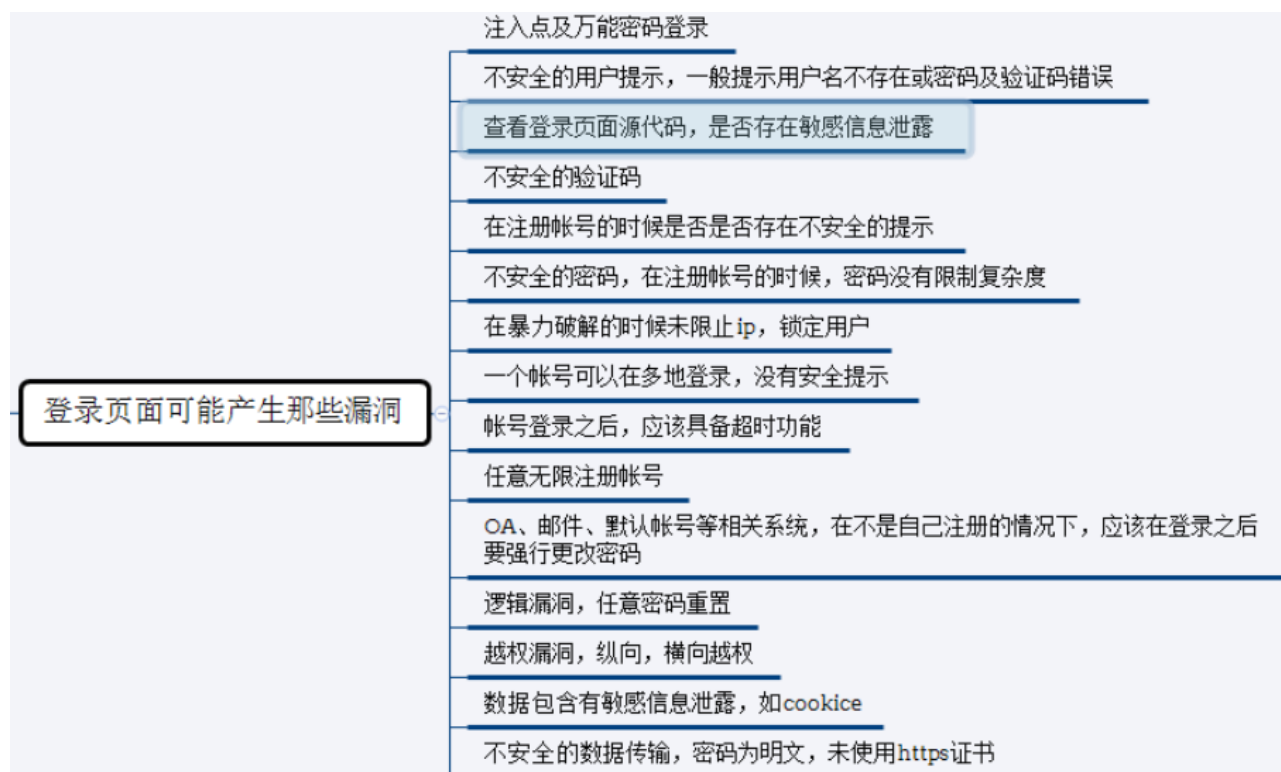 注入点及万能密码登录
不安全的用户提示，一般提示用户名不存在或密码及验证码错误
查看登录页面源代码，是否存在敏感信息泄露
不安全的验证码
在注册帐号的时候是否是否存在不安全的提示
不安全的密码，在注册帐号的时候，密码没有限制复杂度
在暴力破解的时候未限止ip，锁定用户
一个帐号可以在多地登录，没有安全提示
登录页面可能产生那些漏洞
帐号登录之后，应该具备超时功能
任意无限注册帐号
OA、邮件、默认帐号等相关系统，在不是自己注册的情况下，应该在登录之后
要强行更改密码
逻辑漏洞，任意密码重置
越权漏洞，纵向，横向越权
数据包含有敏感信息泄露，如cookice
不安全的数据传输，密码为明文，未使用https证书